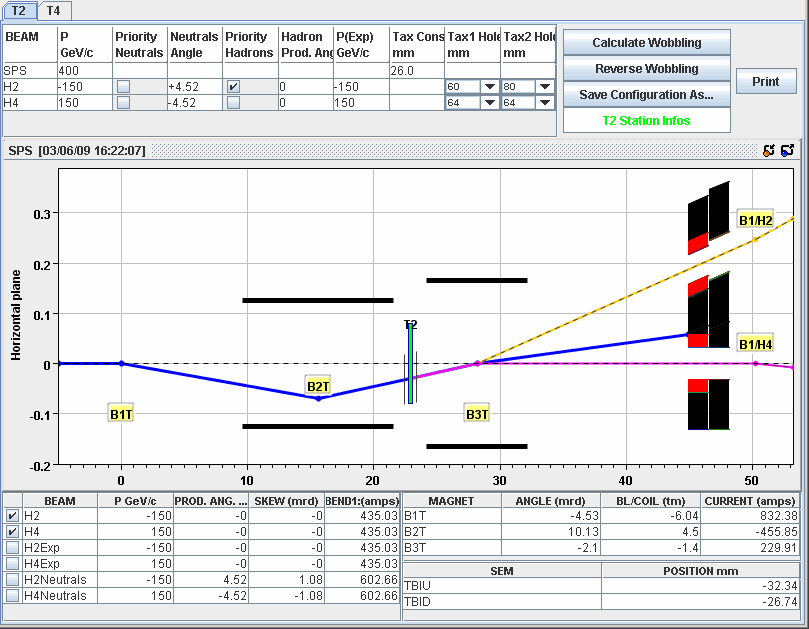 T2 T4
BEAM P GeV/c Priority Neutrals Neutrals Angle Priority Hadrons Hadron Prod. Ang P(Exp) GeV/c Tax Cons mm Tax1 Hole mm Tax2 Hole mm
SPS 400 26.0
H2 -150 +4.52 0 -150 60 80
H4 150 -4.52 0 150 64 64
Calculate Wobbling
Reverse Wobbling
Save Configuration As...
T2 Station Infos
Print
SPS [03/06/09 16:22:07]
Horizontal plane
0.3
0.2
0.1
0
-0.1
-0.2
0 10 20 30 40 50
B1T
B2T
T2
B3T
B1/H2
B1/H4
BEAM P GeV/c PROD. ANG. ... SKEW (mrd) BEND1:(amps)
H2 -150 -0 -0 435.03
H4 150 -0 -0 435.03
H2Exp -150 -0 -0 435.03
H4Exp 150 -0 -0 435.03
H2Neutrals -150 4.52 1.08 602.66
H4Neutrals 150 -4.52 -1.08 602.66
MAGNET ANGLE (mrd) BL/COIL (tm) CURRENT (amps)
B1T -4.53 -6.04 832.38
B2T 10.13 4.5 -455.85
B3T -2.1 -1.4 229.91
SEM POSITION mm
TBIU -32.34
TBID -26.74